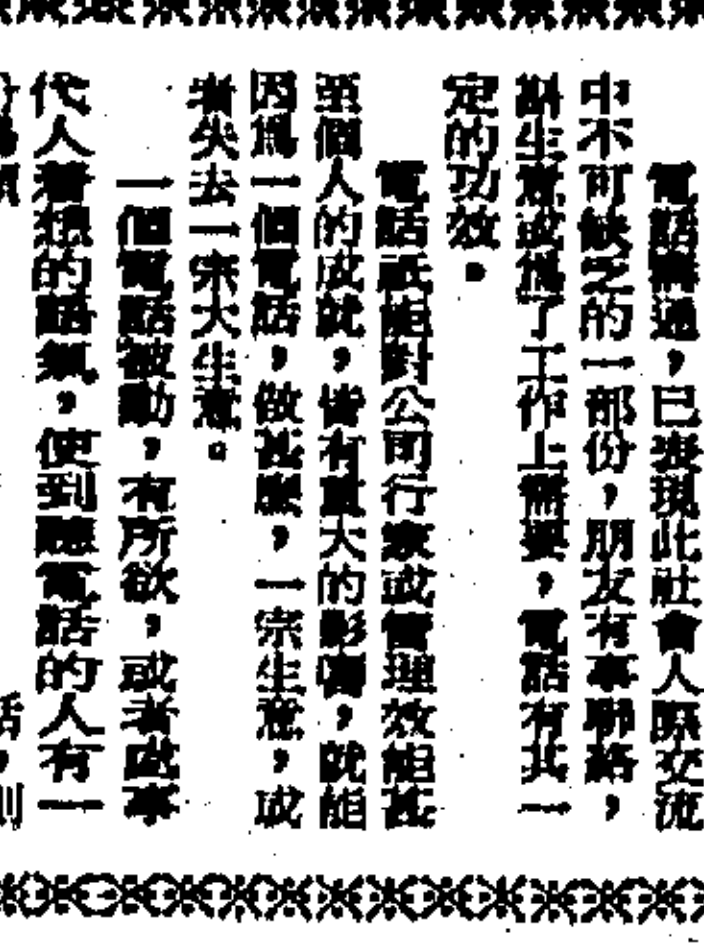 電話溝通，已表現此社會人際交流
中不可缺乏的一部份，朋友有事聯絡，
斟生意或爲了工作上需要，電話有其一
定的功效。
電話祇能對公司行家或管理效能甚
至個人的成就，皆有重大的影響，就能
因爲一個電話，做甚麽，一宗生意，或
者失去一宗大生意。
一個電話被動，有所欲，或者處事
代人着想的語氣，使到聽電話的人有一